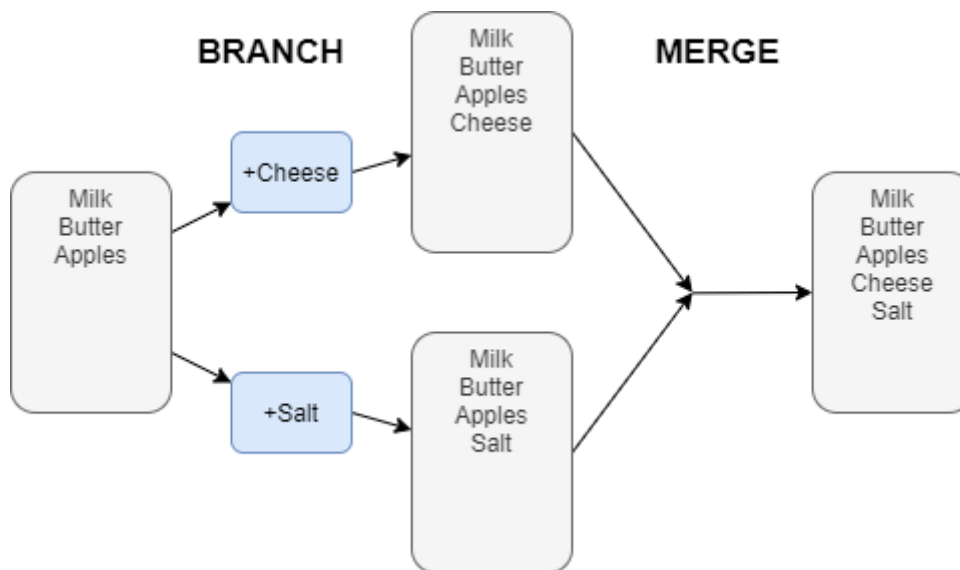 BRANCH
MERGE
Milk
Butter
Apples
+Cheese
Milk
Butter
Apples
Cheese
+Salt
Milk
Butter
Apples
Salt
Milk
Butter
Apples
Cheese
Salt